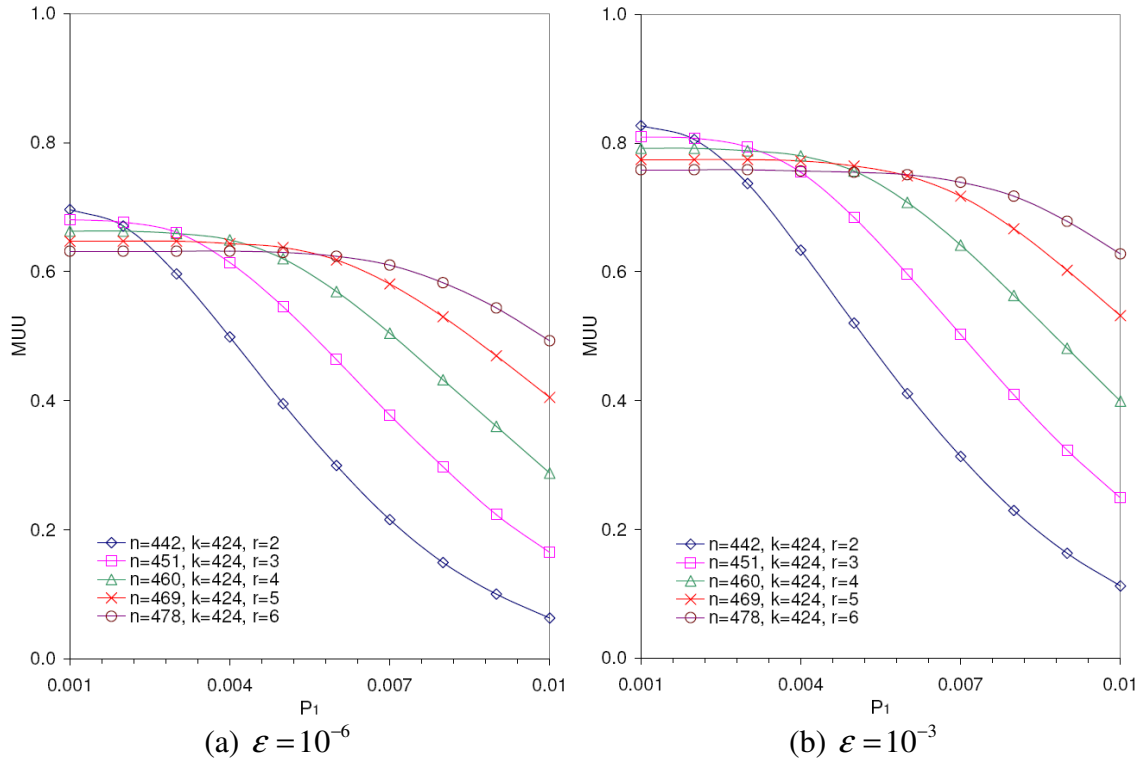 1.0
0.8
0.6
0.4
0.2
0.0
MUU
n=442, k=424, r=2
n=451, k=424, r=3
n=460, k=424, r=4
n=469, k=424, r=5
n=478, k=424, r=6
0.001 0.004 0.007 0.01
P1
(a) ε = 10⁻⁶
1.0
0.8
0.6
0.4
0.2
0.0
MUU
n=442, k=424, r=2
n=451, k=424, r=3
n=460, k=424, r=4
n=469, k=424, r=5
n=478, k=424, r=6
0.001 0.004 0.007 0.01
P1
(b) ε = 10⁻³